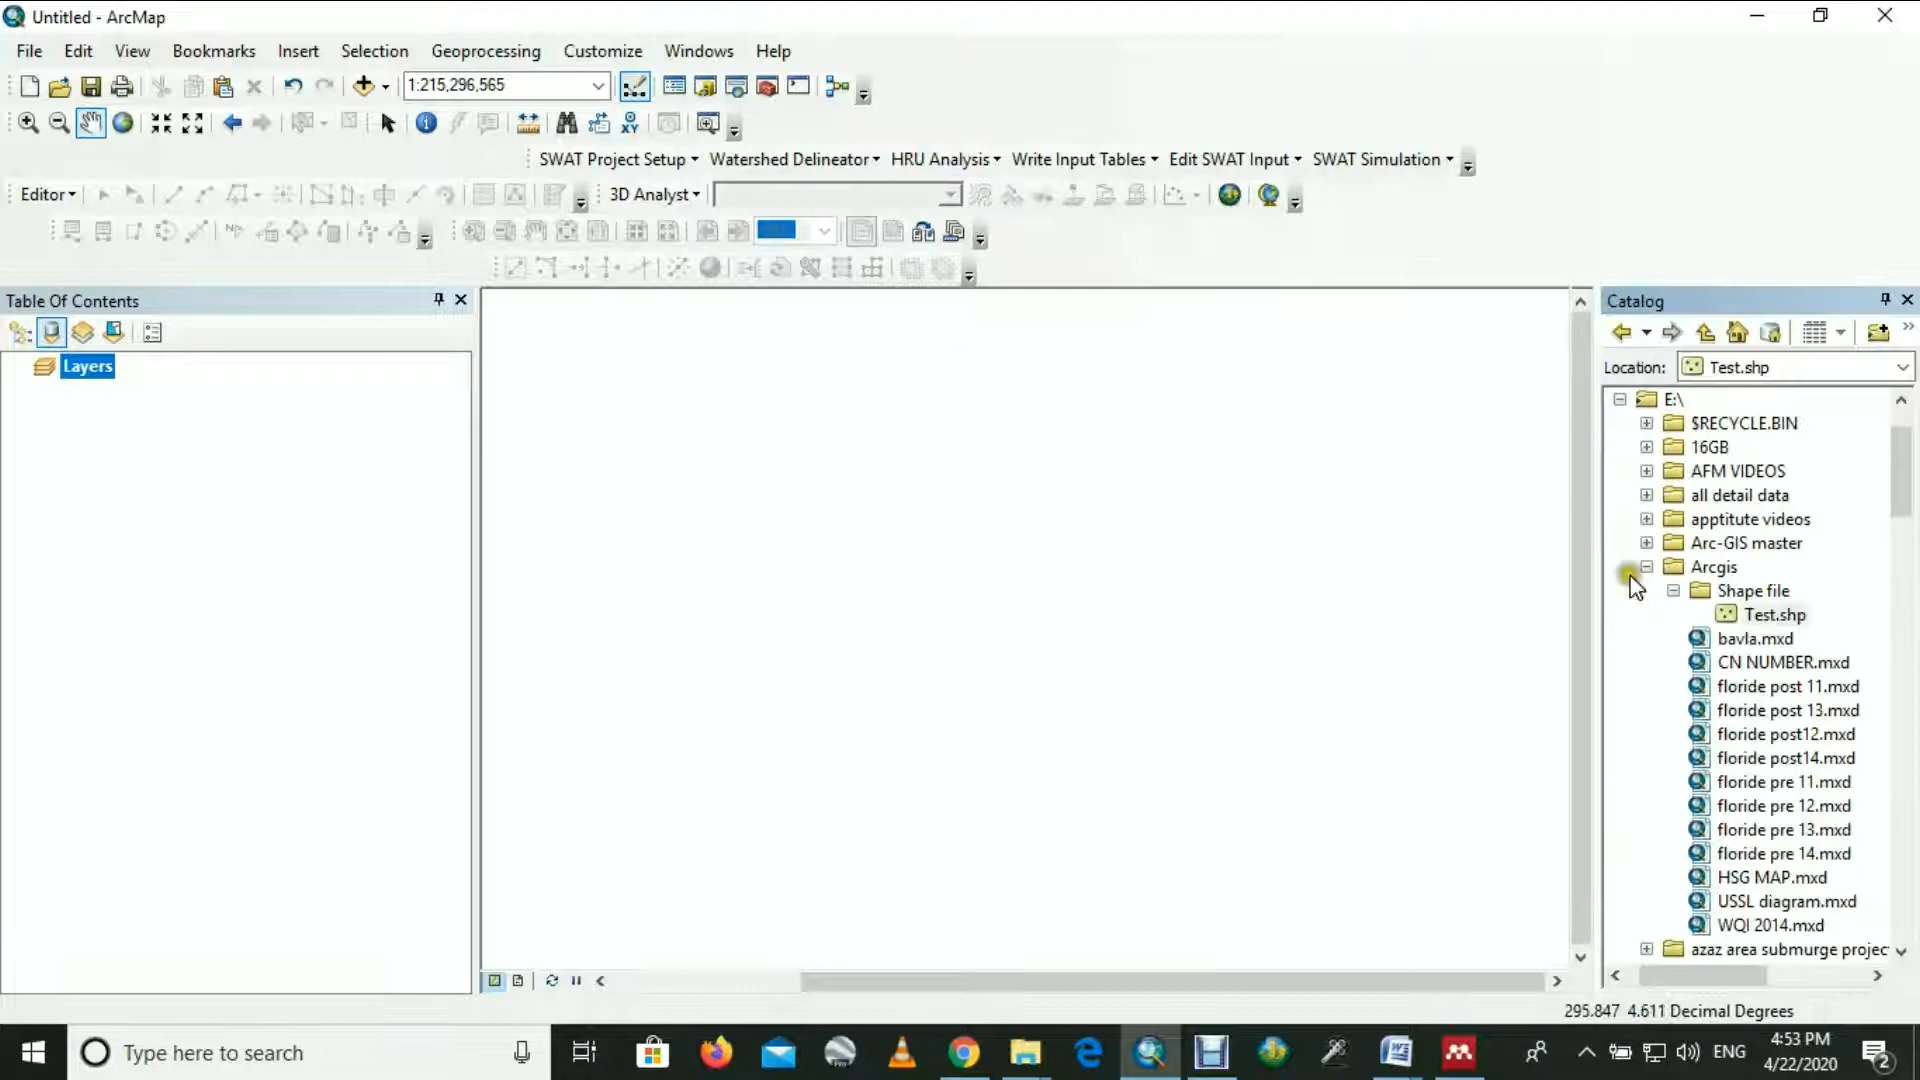 Untitled - ArcMap
File Edit View Bookmarks Insert Selection Geoprocessing Customize Windows Help
1:215,296,565
XY
SWAT Project Setup Watershed Delineator HRU Analysis Write Input Tables Edit SWAT Input SWAT Simulation
Editor 3D Analyst
Table Of Contents
Layers
Catalog
Location: Test.shp
E:\
$RECYCLE.BIN
16GB
AFM VIDEOS
all detail data
apptitute videos
Arc-GIS master
Arcgis
Shape file
Test.shp
bavla.mxd
CN NUMBER.mxd
floride post 11.mxd
floride post 13.mxd
floride post12.mxd
floride post14.mxd
floride pre 11.mxd
floride pre 12.mxd
floride pre 13.mxd
floride pre 14.mxd
HSG MAP.mxd
USSL diagram.mxd
WQI 2014.mxd
azaz area submurge projec
295.847 4.611 Decimal Degrees
Type here to search
ENG
4:53 PM
4/22/2020
2